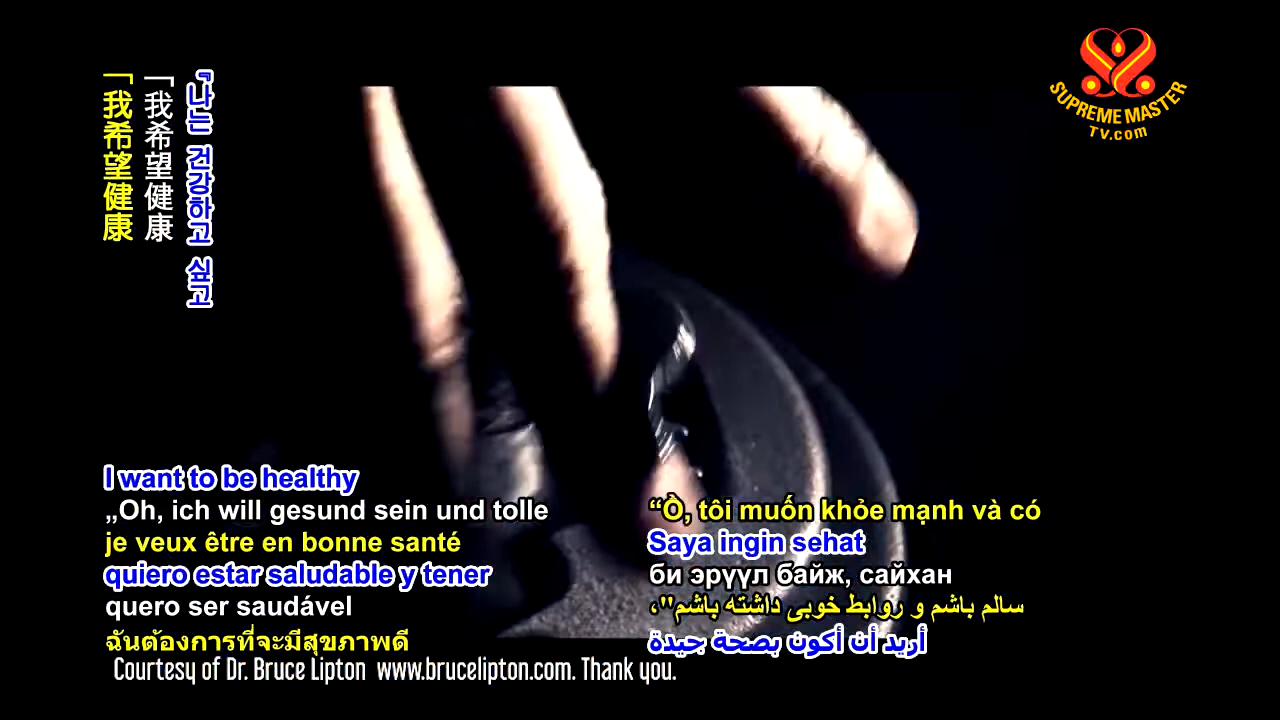 SUPREME MASTER
TV.com
『나는 건강하고 싶고
「我希望健康
「我希望健康
I want to be healthy
„Oh, ich will gesund sein und tolle
je veux être en bonne santé
quiero estar saludable y tener
quero ser saudável
ฉันต้องการที่จะมีสุขภาพดี
“Ồ, tôi muốn khỏe mạnh và có
Saya ingin sehat
би эрүүл байж, сайхан
سالم باشم و روابط خوبی داشته باشم"،
أريد أن أكون بصحة جيدة
Courtesy of Dr. Bruce Lipton www.brucelipton.com. Thank you.